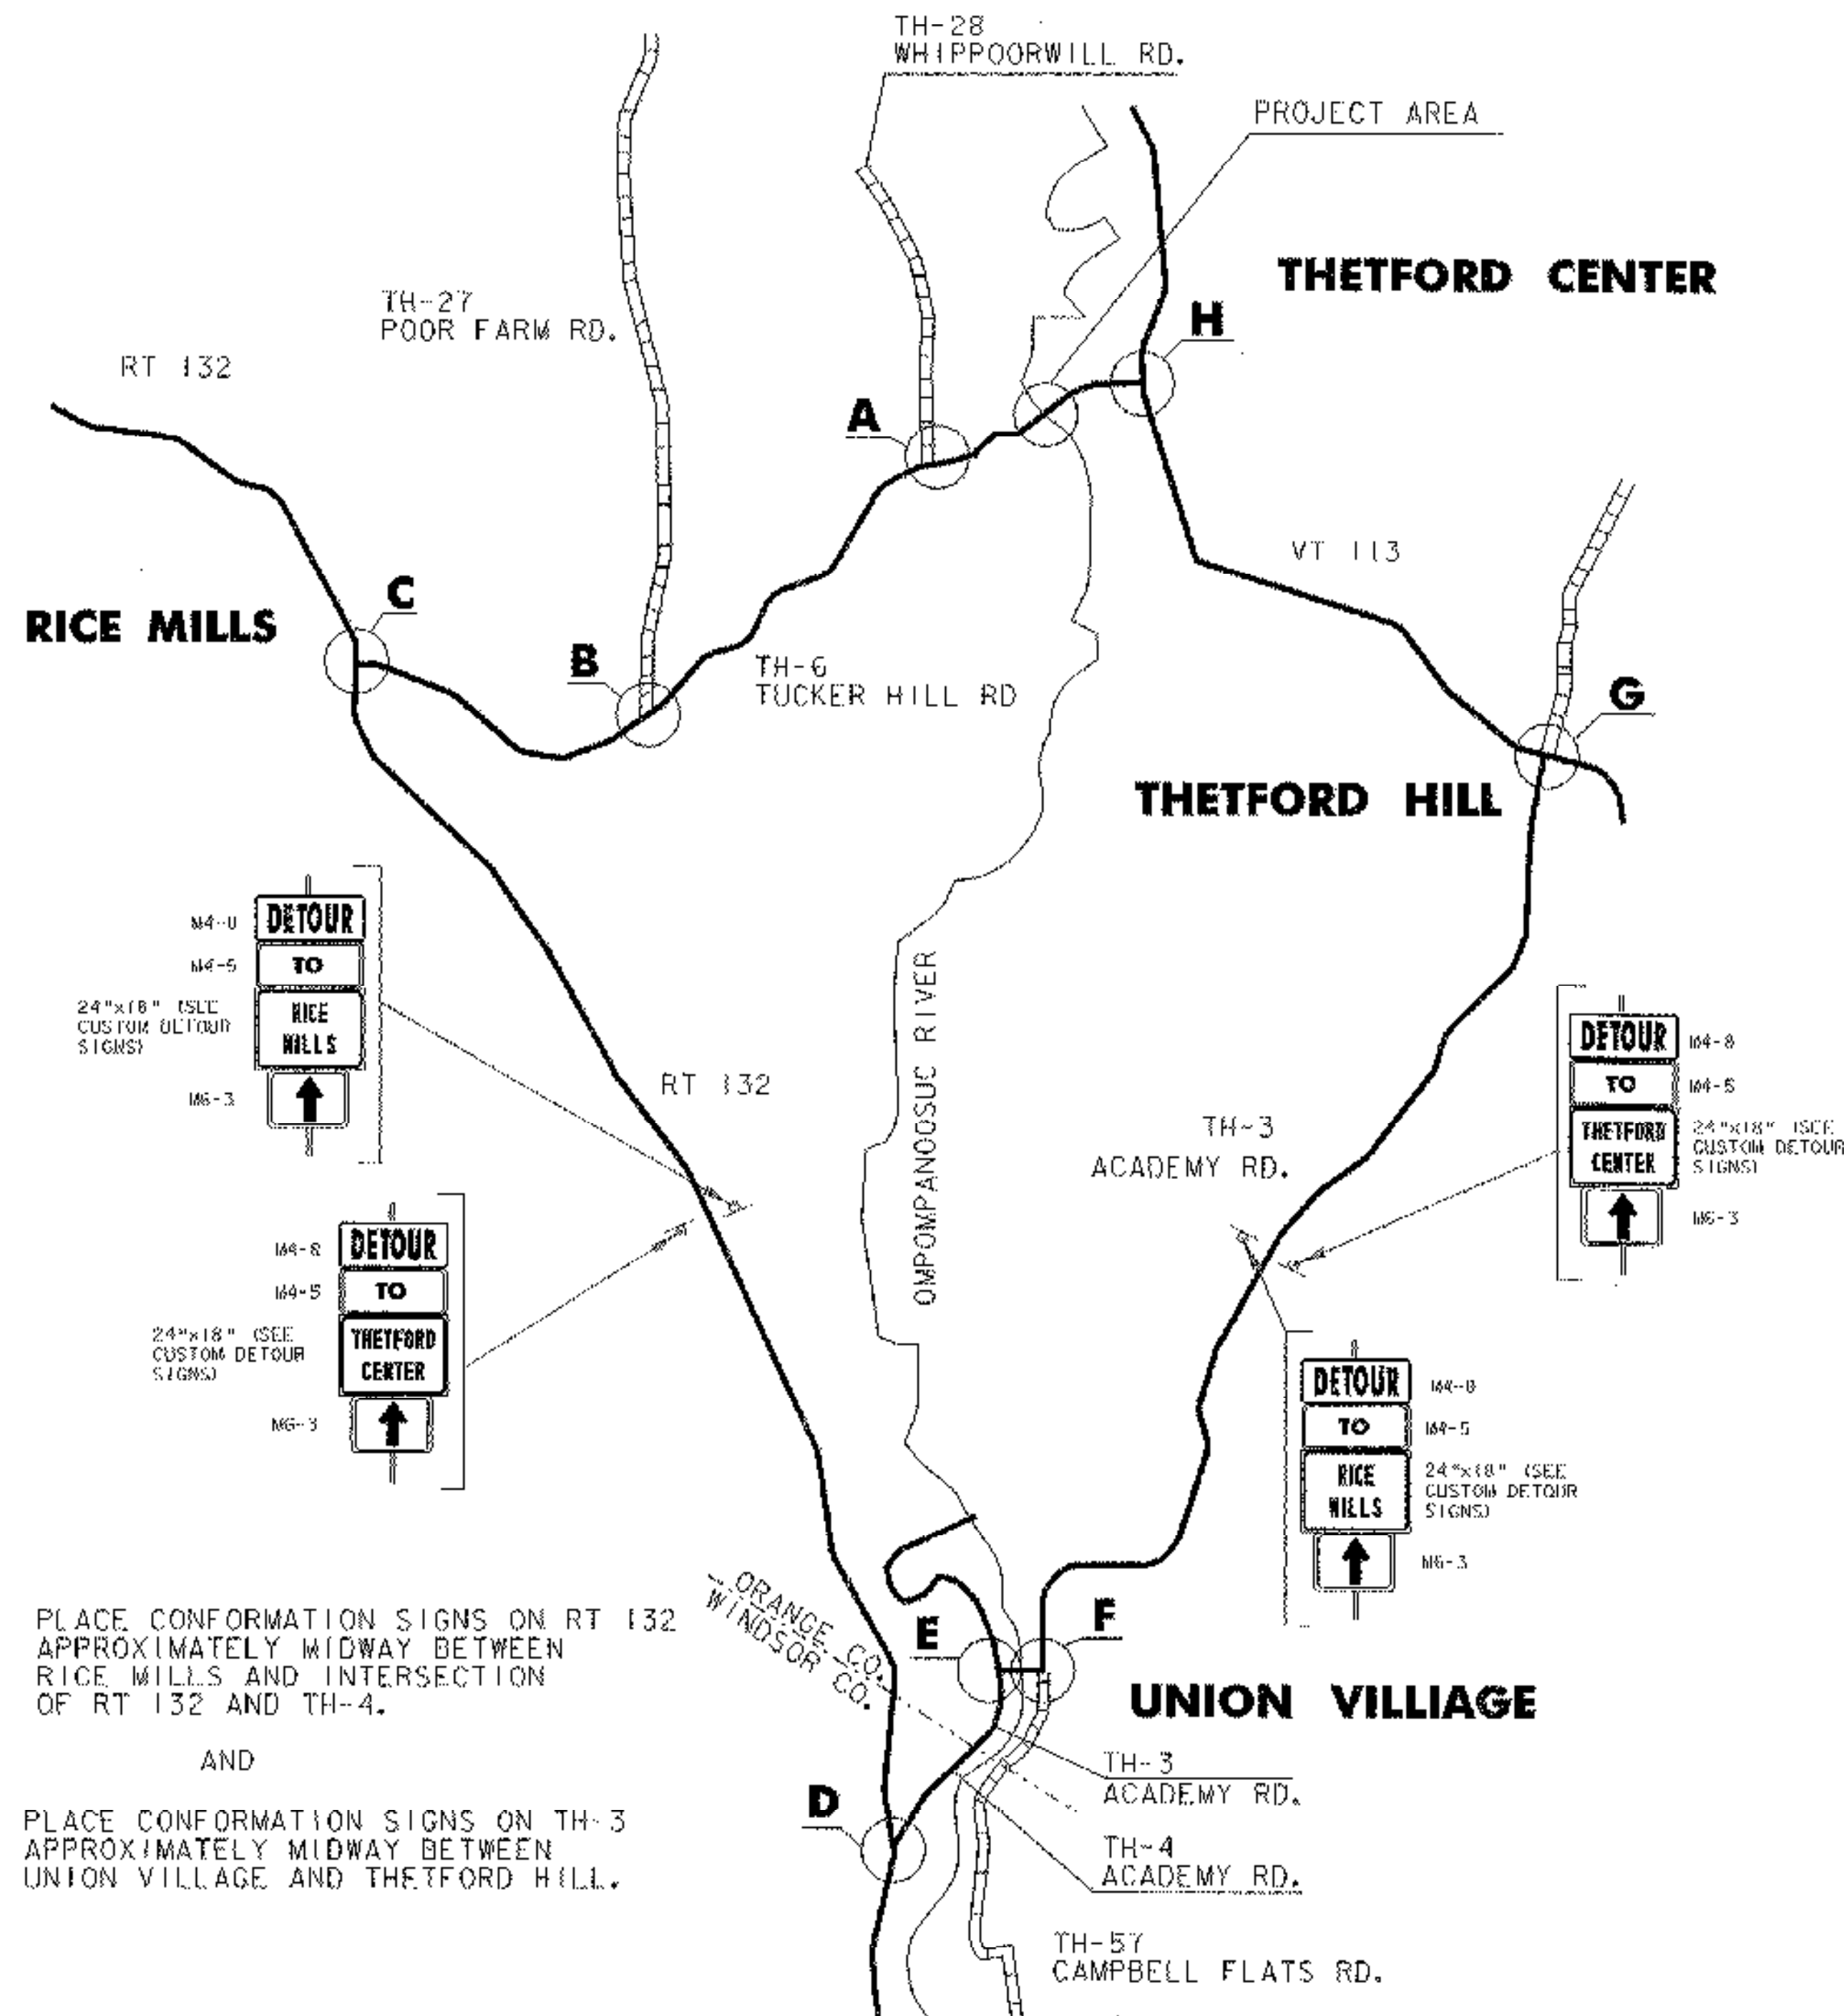 TH-28
WHIPPOORWILL RD.
PROJECT AREA
THETFORD CENTER
TH-27
POOR FARM RD.
H
RT 132
A
VT 113
C
RICE MILLS
B
TH-6
TUCKER HILL RD
G
THETFORD HILL
M4-8
DETOUR
M4-5
TO
24"x18" (SEE
CUSTOM DETOUR
SIGNS)
RICE
MILLS
M6-3
RT 132
OMPOMPANOOSUC RIVER
TH-3
ACADEMY RD.
DETOUR
M4-8
TO
M4-5
THETFORD
CENTER
24"x18" (SEE
CUSTOM DETOUR
SIGNS)
M6-3
M4-8
DETOUR
M4-5
TO
24"x18" (SEE
CUSTOM DETOUR
SIGNS)
THETFORD
CENTER
M6-3
DETOUR
M4-8
TO
M4-5
RICE
MILLS
24"x18" (SEE
CUSTOM DETOUR
SIGNS)
M6-3
ORANGE CO.
WINDSOR CO.
E
F
UNION VILLIAGE
PLACE CONFORMATION SIGNS ON RT 132
APPROXIMATELY MIDWAY BETWEEN
RICE MILLS AND INTERSECTION
OF RT 132 AND TH-4.
AND
PLACE CONFORMATION SIGNS ON TH-3
APPROXIMATELY MIDWAY BETWEEN
UNION VILLAGE AND THETFORD HILL.
TH-3
ACADEMY RD.
D
TH-4
ACADEMY RD.
TH-57
CAMPBELL FLATS RD.